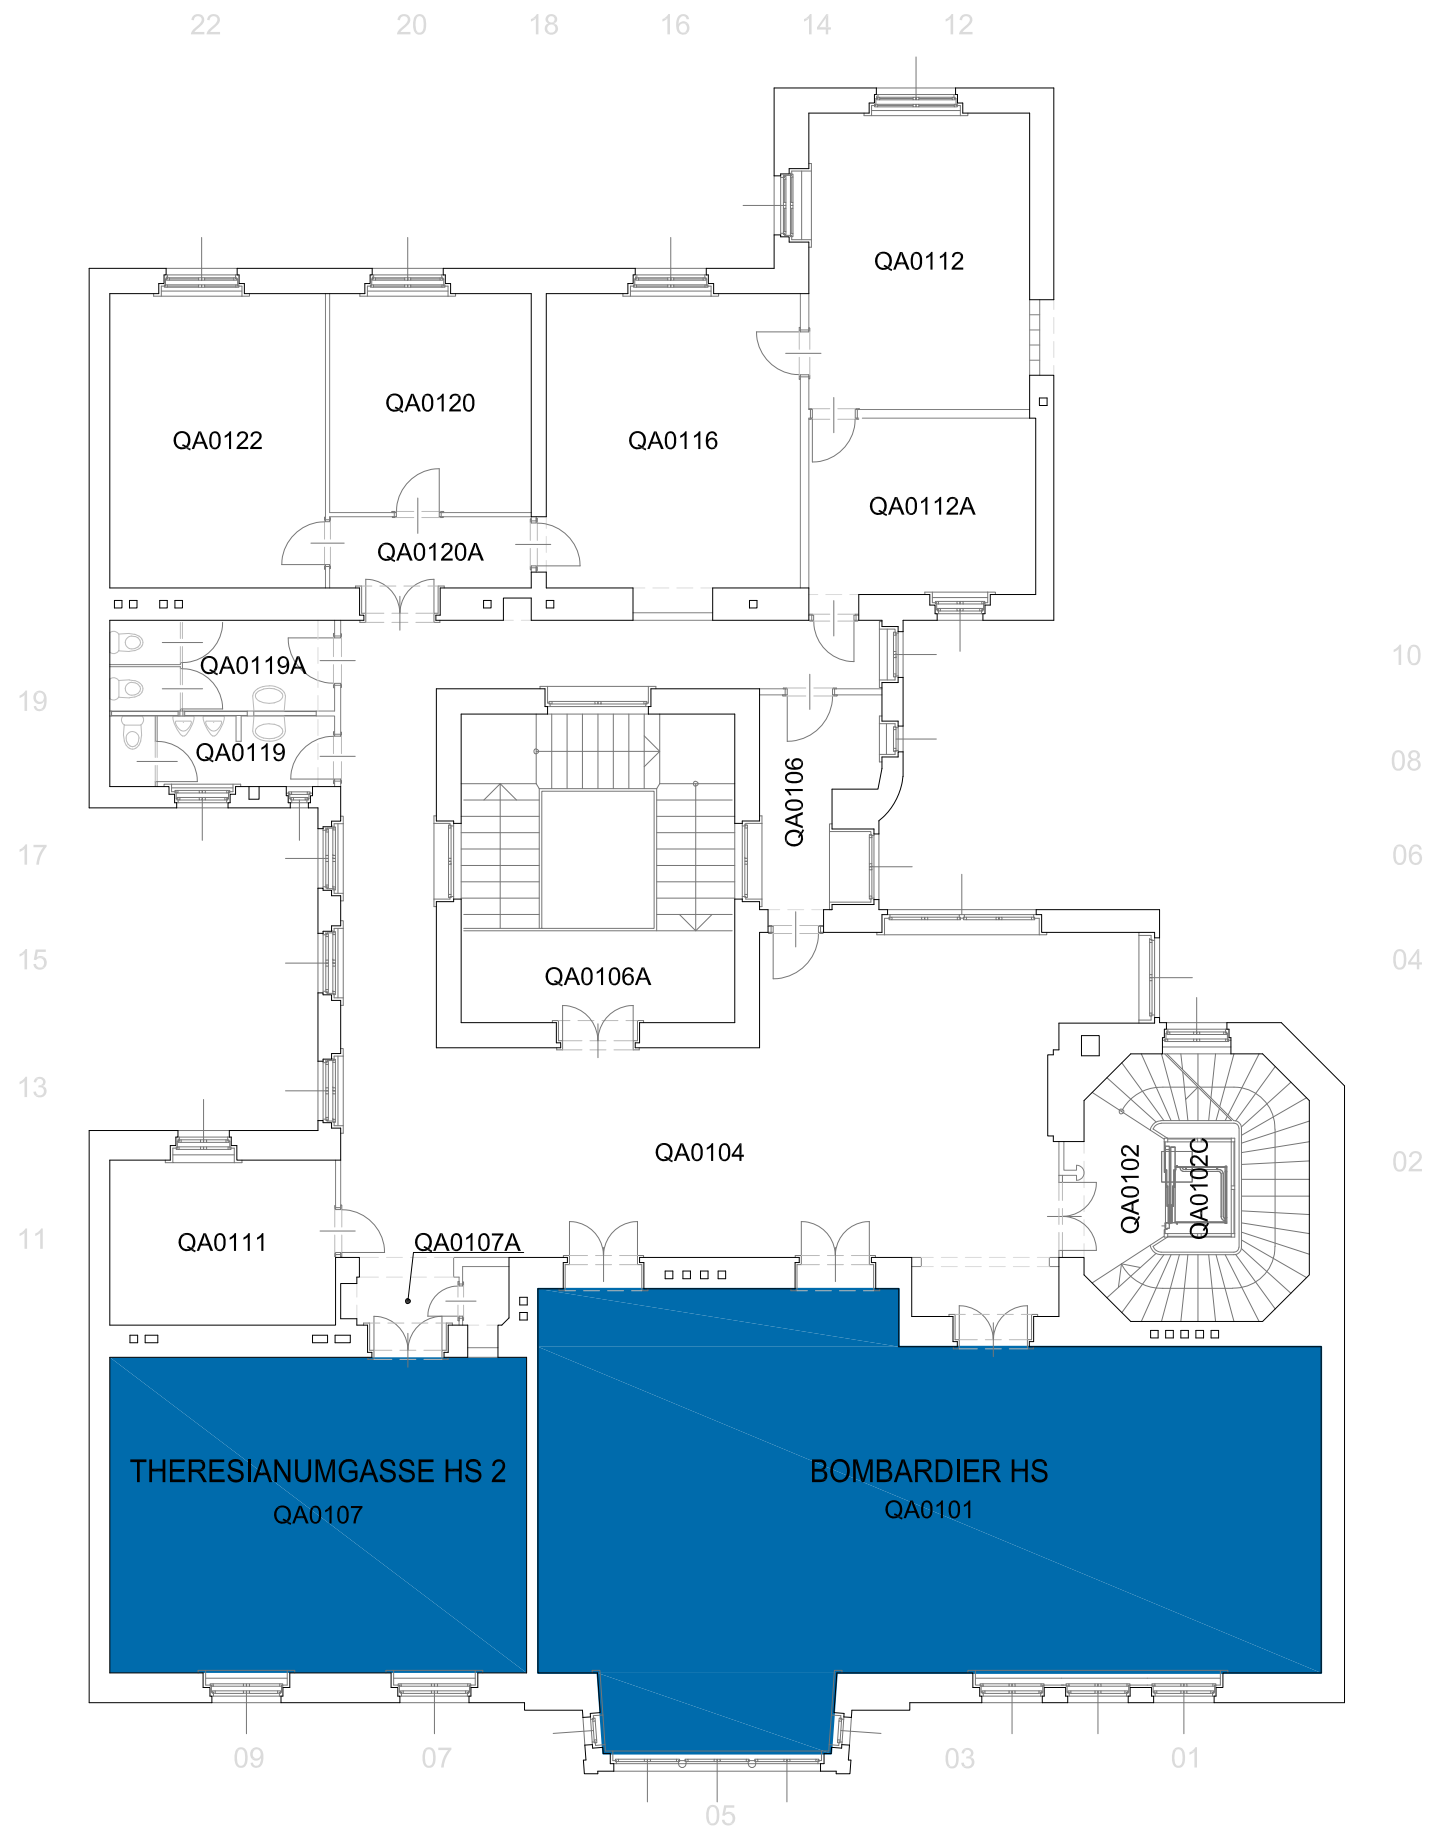 22 20 18 16 14 12
QA0112
QA0120
QA0122
QA0116
QA0112A
QA0120A
10
QA0119A
19
QA0119
08
QA0106
17
06
15
04
QA0106A
13
QA0104
QA0102
QA0102C
02
11
QA0111
QA0107A
THERESIANUMGASSE HS 2
QA0107
BOMBARDIER HS
QA0101
09 07 03 01
05